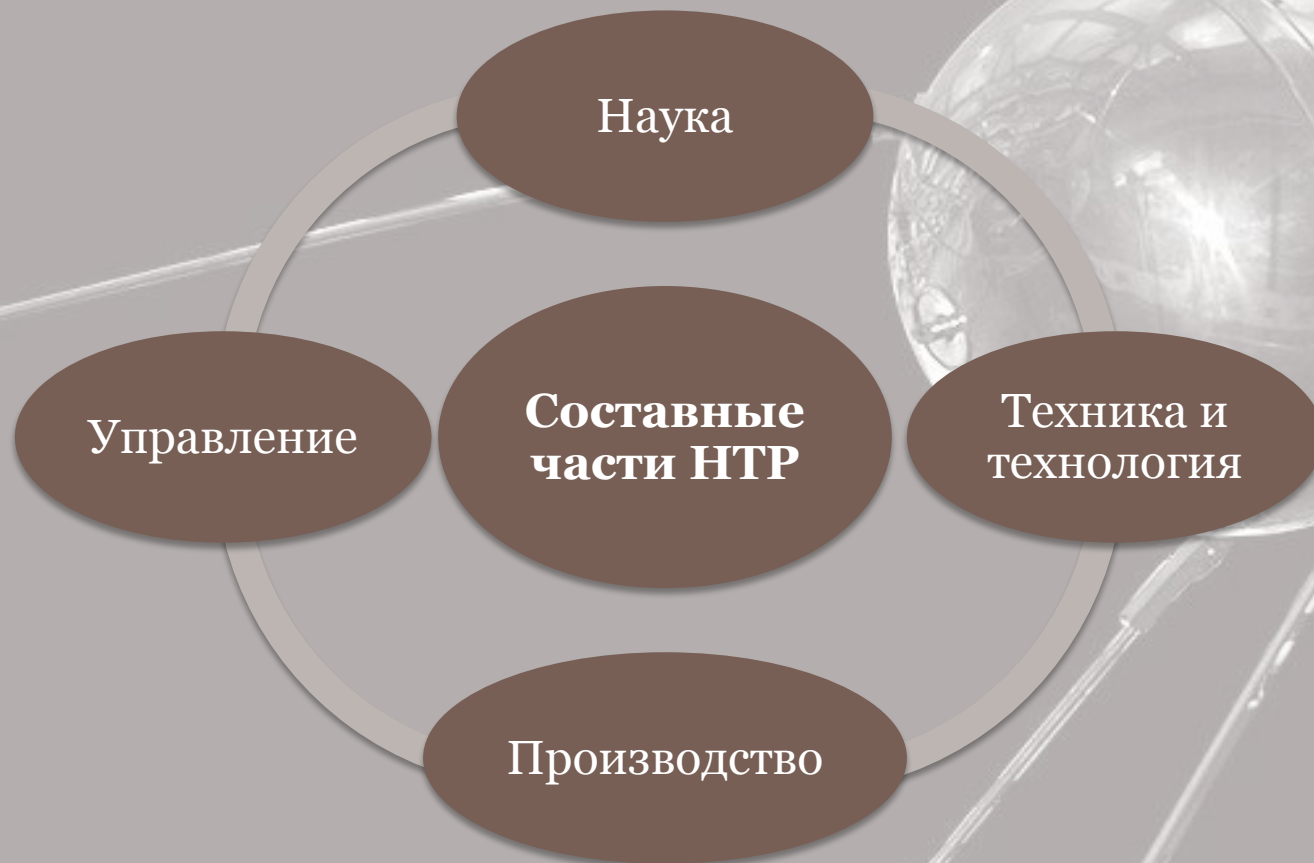 Наука
Управление
Составные
части НТР
Техника и
технология
Производство